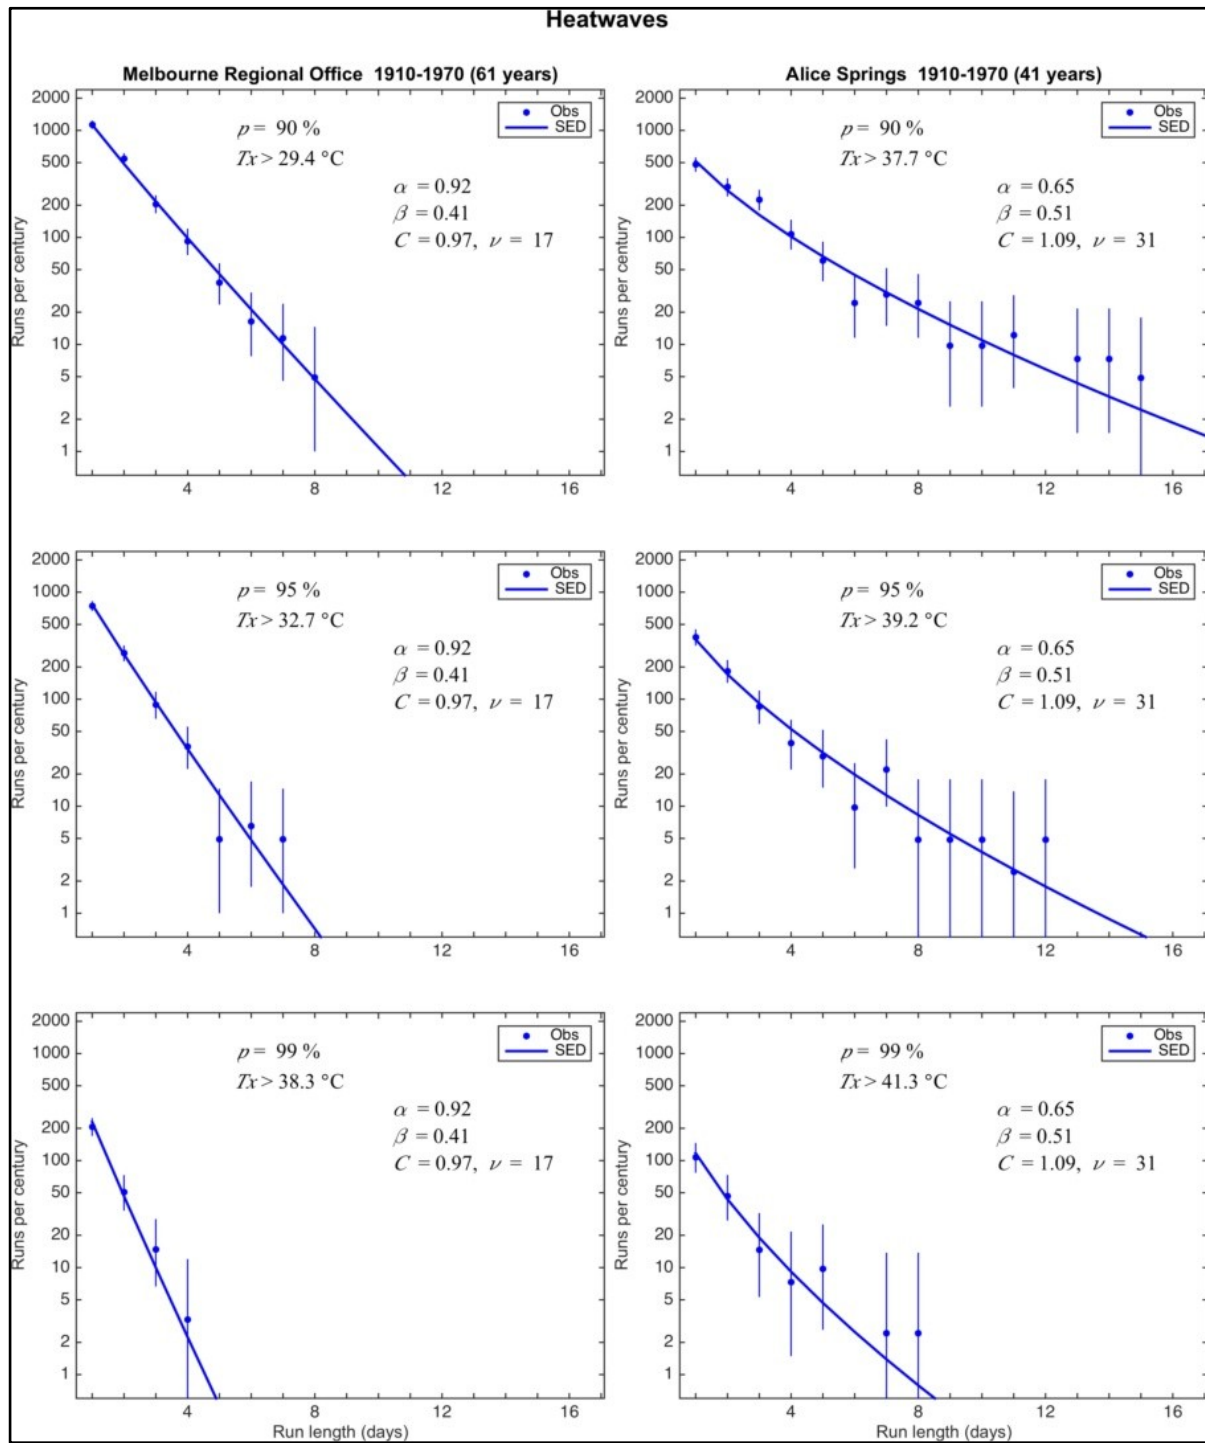 Heatwaves
Melbourne Regional Office 1910-1970 (61 years)
2000
1000
500
200
100
50
20
10
5
2
1
Runs per century
4
8
12
16
p = 90 %
Tx > 29.4 °C
α = 0.92
β = 0.41
C = 0.97, ν = 17
Obs
SED
Alice Springs 1910-1970 (41 years)
2000
1000
500
200
100
50
20
10
5
2
1
Runs per century
4
8
12
16
p = 90 %
Tx > 37.7 °C
α = 0.65
β = 0.51
C = 1.09, ν = 31
Obs
SED
2000
1000
500
200
100
50
20
10
5
2
1
Runs per century
4
8
12
16
p = 95 %
Tx > 32.7 °C
α = 0.92
β = 0.41
C = 0.97, ν = 17
Obs
SED
2000
1000
500
200
100
50
20
10
5
2
1
Runs per century
4
8
12
16
p = 95 %
Tx > 39.2 °C
α = 0.65
β = 0.51
C = 1.09, ν = 31
Obs
SED
2000
1000
500
200
100
50
20
10
5
2
1
Runs per century
4
8
12
16
Run length (days)
p = 99 %
Tx > 38.3 °C
α = 0.92
β = 0.41
C = 0.97, ν = 17
Obs
SED
2000
1000
500
200
100
50
20
10
5
2
1
Runs per century
4
8
12
16
Run length (days)
p = 99 %
Tx > 41.3 °C
α = 0.65
β = 0.51
C = 1.09, ν = 31
Obs
SED